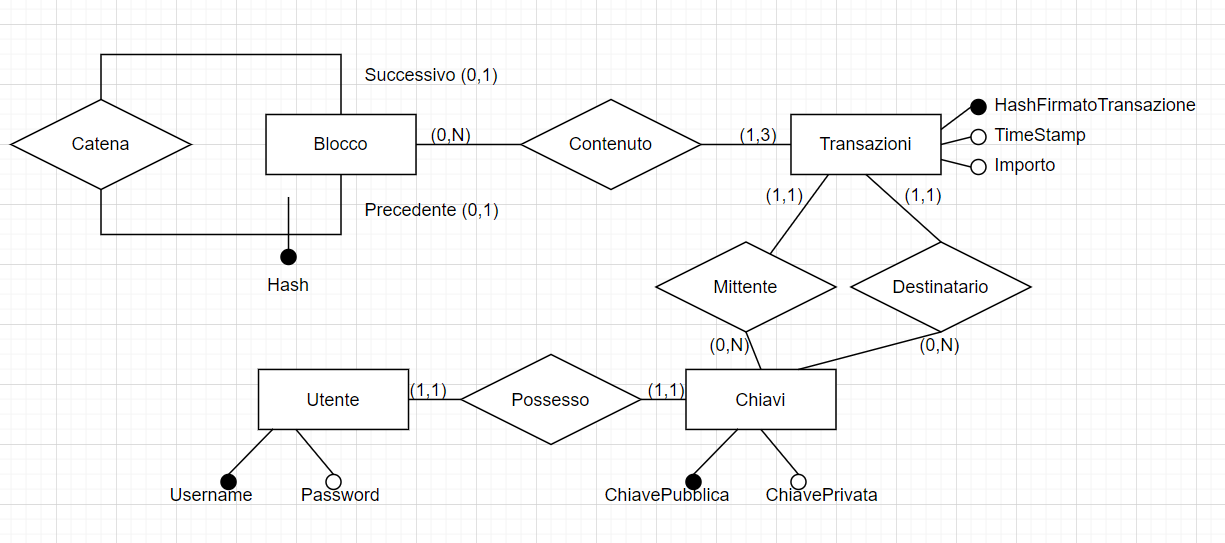 Successivo (0,1)
Catena
Blocco
(0,N)
Contenuto
(1,3)
Transazioni
HashFirmatoTransazione
TimeStamp
Importo
Precedente (0,1)
Hash
(1,1)
(1,1)
Mittente
Destinatario
(0,N)
(0,N)
Utente
(1,1)
Possesso
(1,1)
Chiavi
Username
Password
ChiavePubblica
ChiavePrivata